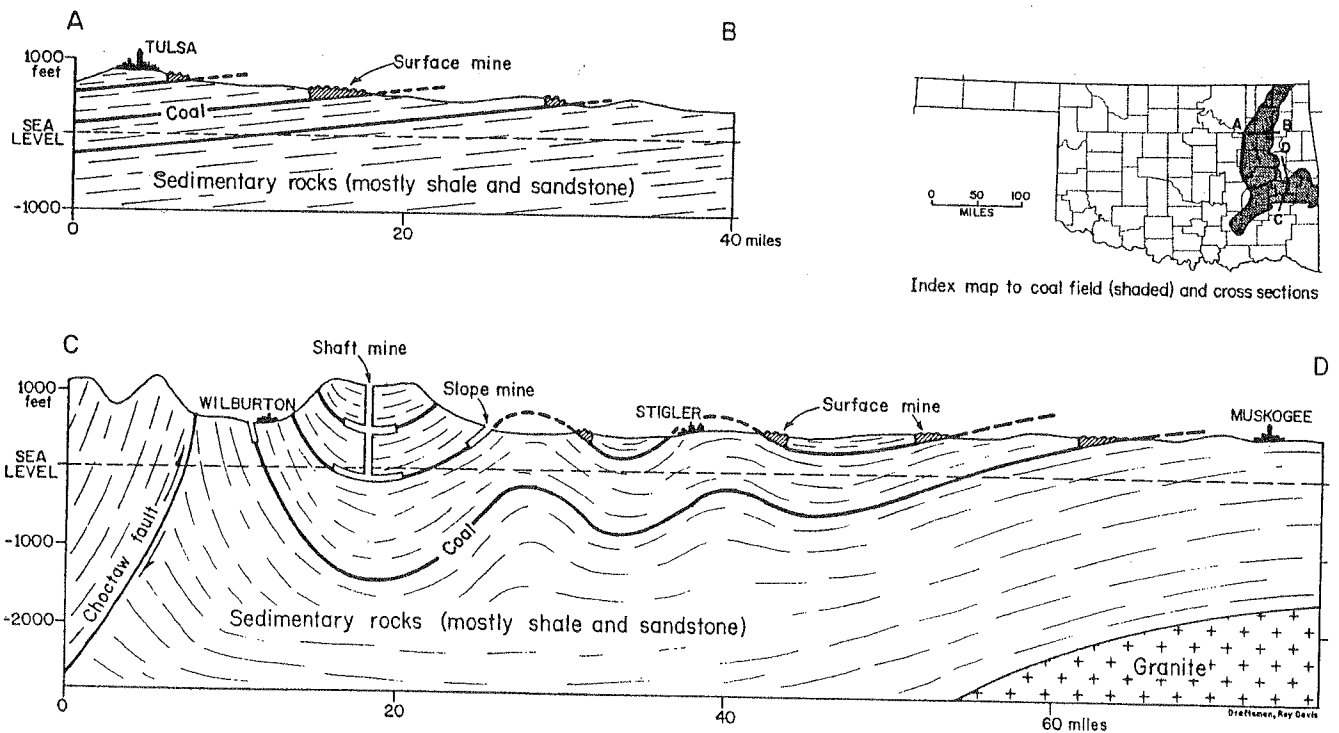 A
B
TULSA
1000
feet
Surface mine
Coal
SEA
LEVEL
Sedimentary rocks (mostly shale and sandstone)
-1000
0
20
40 miles
A
B
D
C
0 50 100
MILES
Index map to coal field (shaded) and cross sections
C
D
Shaft mine
1000
feet
WILBURTON
Slope mine
STIGLER
Surface mine
MUSKOGEE
SEA
LEVEL
-1000
Choctaw fault
Coal
-2000
Sedimentary rocks (mostly shale and sandstone)
Granite
Draftsman, Roy Davis
0
20
40
60 miles